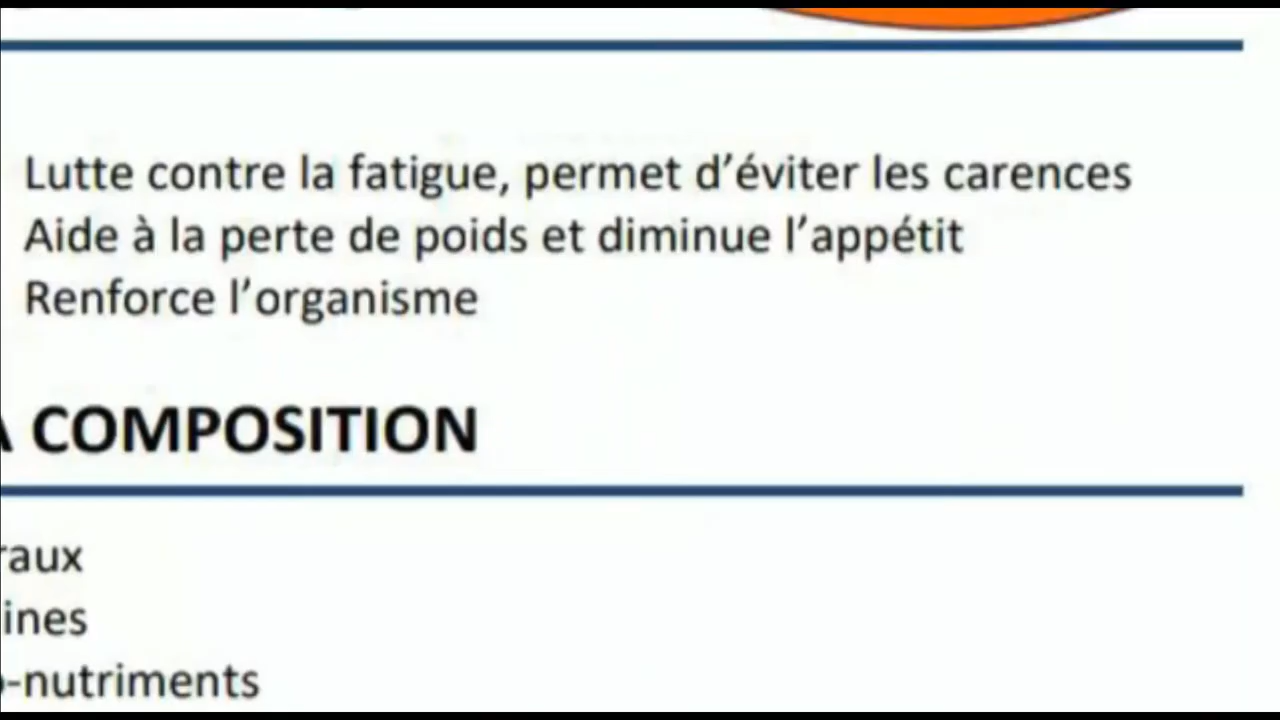 Lutte contre la fatigue, permet d’éviter les carences
Aide à la perte de poids et diminue l’appétit
Renforce l’organisme
COMPOSITION
raux
ines
-nutriments